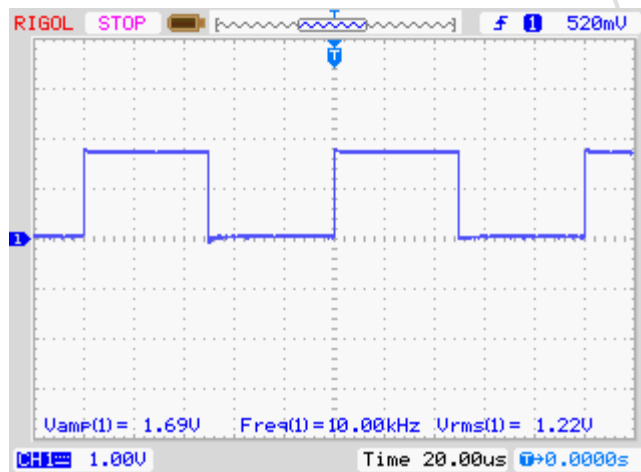 RIGOL STOP 1 520mV
T
1
Vamp(1)= 1.69V Freq(1)=10.00kHz Vrms(1)= 1.22V
CH1 1.00V Time 20.00us T→0.0000s